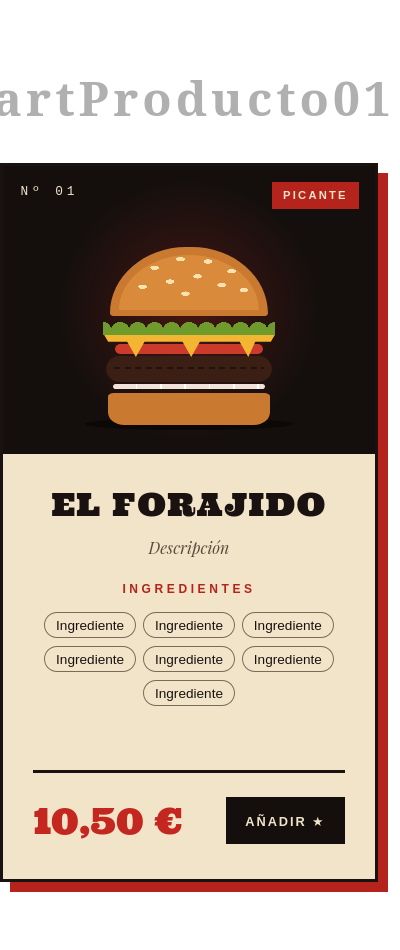 artProducto01
Nº 01
PICANTE
EL FORAJIDO
Descripción
INGREDIENTES
Ingrediente Ingrediente Ingrediente
Ingrediente Ingrediente Ingrediente
Ingrediente
10,50 €
AÑADIR ★